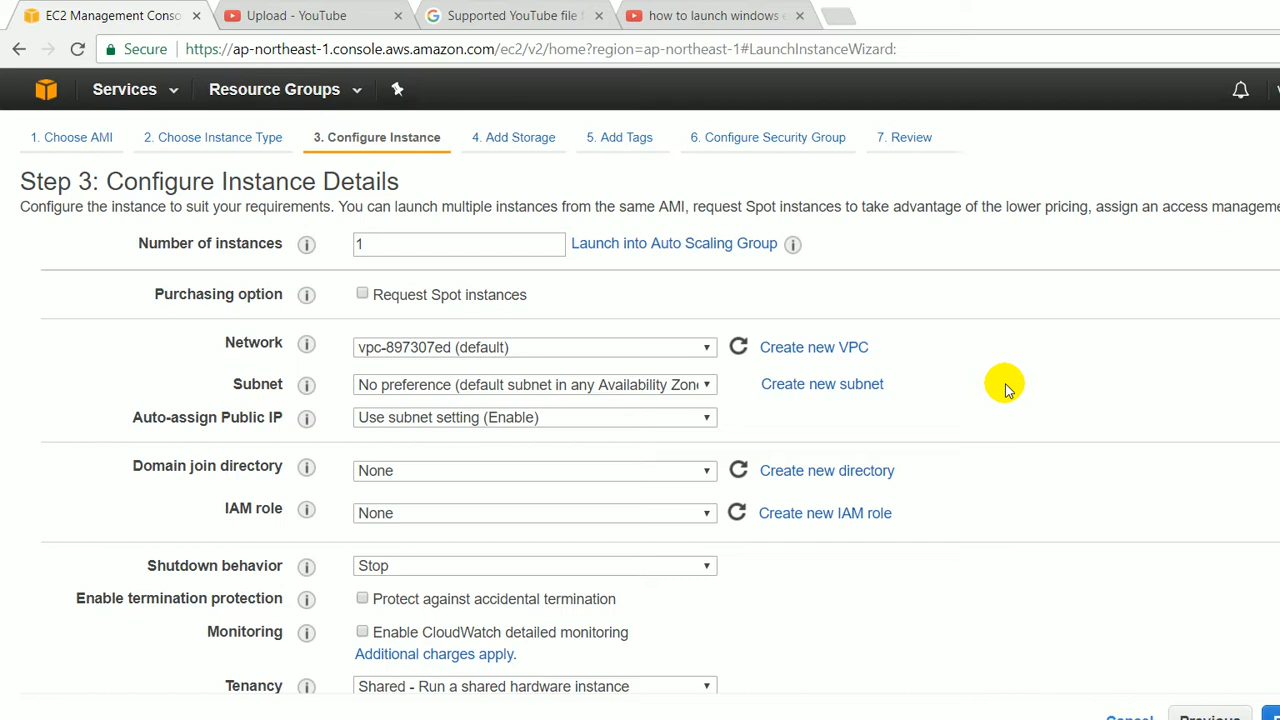 EC2 Management Conso
Upload - YouTube
Supported YouTube file
how to launch windows
Secure
https://ap-northeast-1.console.aws.amazon.com/ec2/v2/home?region=ap-northeast-1#LaunchInstanceWizard:
Services
Resource Groups
1. Choose AMI
2. Choose Instance Type
3. Configure Instance
4. Add Storage
5. Add Tags
6. Configure Security Group
7. Review
Step 3: Configure Instance Details
Configure the instance to suit your requirements. You can launch multiple instances from the same AMI, request Spot instances to take advantage of the lower pricing, assign an access manageme
Number of instances
1
Launch into Auto Scaling Group
Purchasing option
Request Spot instances
Network
vpc-897307ed (default)
Create new VPC
Subnet
No preference (default subnet in any Availability Zon
Create new subnet
Auto-assign Public IP
Use subnet setting (Enable)
Domain join directory
None
Create new directory
IAM role
None
Create new IAM role
Shutdown behavior
Stop
Enable termination protection
Protect against accidental termination
Monitoring
Enable CloudWatch detailed monitoring
Additional charges apply.
Tenancy
Shared - Run a shared hardware instance
Cancel
Previous